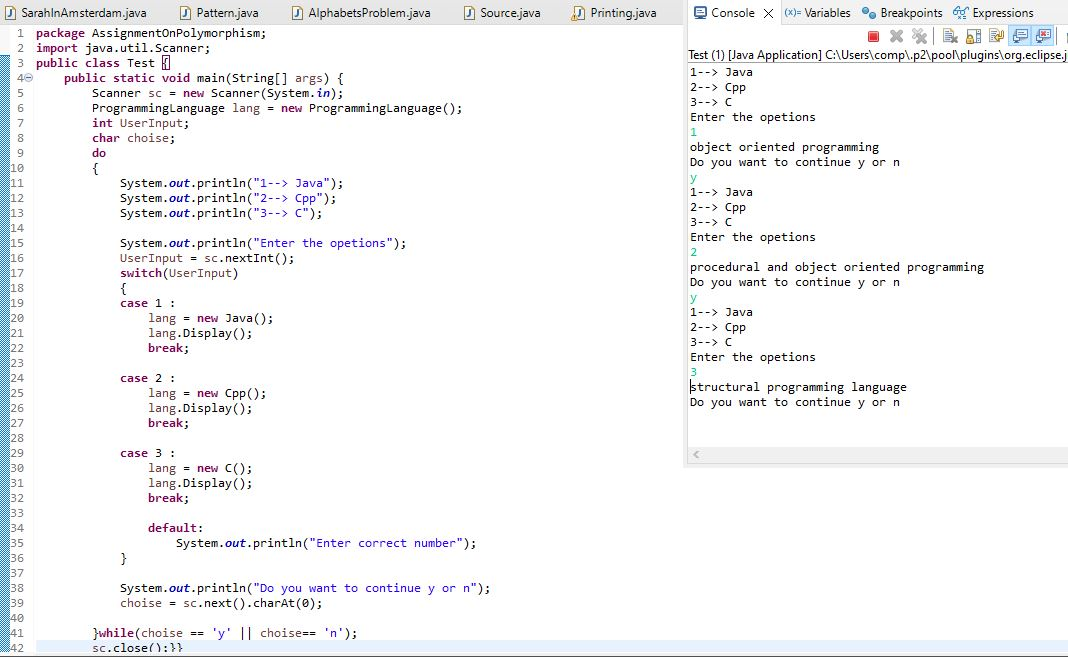 SarahInAmsterdam.java Pattern.java AlphabetsProblem.java Source.java Printing.java
1 package AssignmentOnPolymorphism;
2 import java.util.Scanner;
3 public class Test {
4 public static void main(String[] args) {
5 Scanner sc = new Scanner(System.in);
6 ProgrammingLanguage lang = new ProgrammingLanguage();
7 int UserInput;
8 char choise;
9 do
10 {
11 System.out.println("1--> Java");
12 System.out.println("2--> Cpp");
13 System.out.println("3--> C");
14
15 System.out.println("Enter the opetions");
16 UserInput = sc.nextInt();
17 switch(UserInput)
18 {
19 case 1 :
20 lang = new Java();
21 lang.Display();
22 break;
23
24 case 2 :
25 lang = new Cpp();
26 lang.Display();
27 break;
28
29 case 3 :
30 lang = new C();
31 lang.Display();
32 break;
33
34 default:
35 System.out.println("Enter correct number");
36 }
37
38 System.out.println("Do you want to continue y or n");
39 choise = sc.next().charAt(0);
40
41 }while(choise == 'y' || choise== 'n');
42 sc.close();}}
Console (x)= Variables Breakpoints Expressions
Test (1) [Java Application] C:\Users\comp\.p2\pool\plugins\org.eclipse.j
1--> Java
2--> Cpp
3--> C
Enter the opetions
1
object oriented programming
Do you want to continue y or n
y
1--> Java
2--> Cpp
3--> C
Enter the opetions
2
procedural and object oriented programming
Do you want to continue y or n
y
1--> Java
2--> Cpp
3--> C
Enter the opetions
3
structural programming language
Do you want to continue y or n